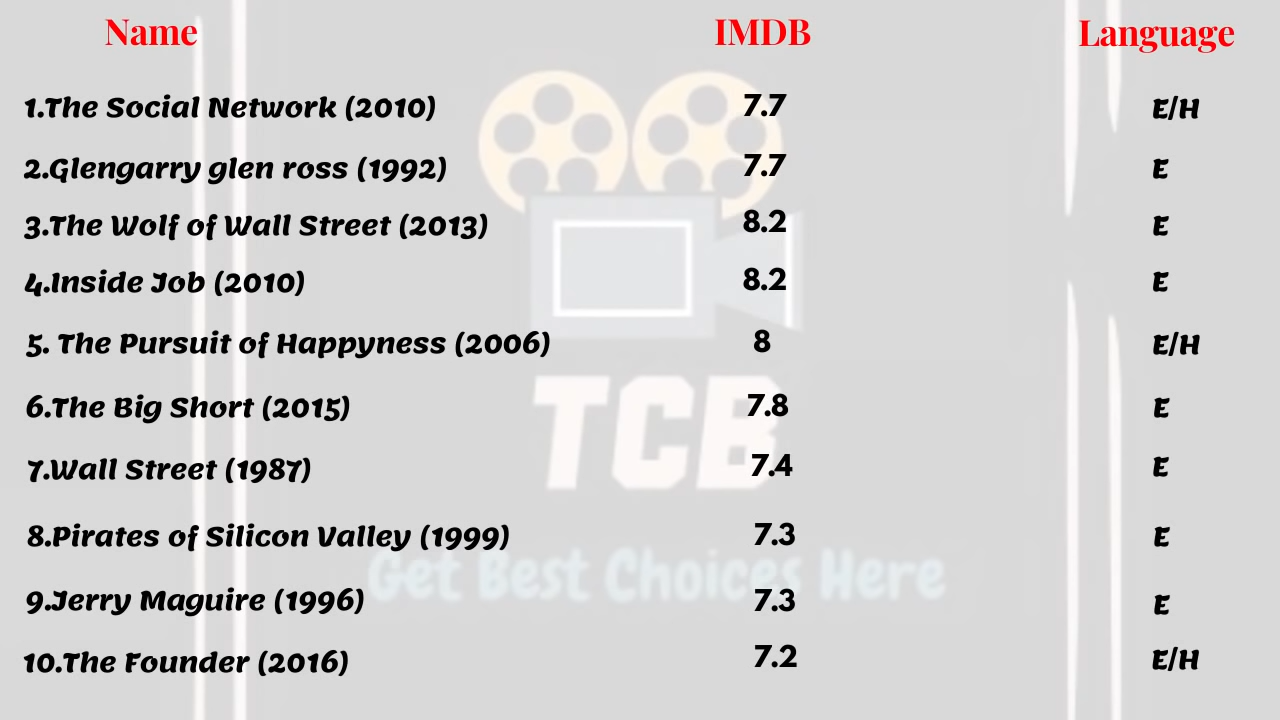 Name IMDB Language
1.The Social Network (2010) 7.7 E/H
2.Glengarry glen ross (1992) 7.7 E
3.The Wolf of Wall Street (2013) 8.2 E
4.Inside Job (2010) 8.2 E
5. The Pursuit of Happyness (2006) 8 E/H
6.The Big Short (2015) 7.8 E
TCB
7.Wall Street (1987) 7.4 E
8.Pirates of Silicon Valley (1999) 7.3 E
Get Best Choices Here
9.Jerry Maguire (1996) 7.3 E
10.The Founder (2016) 7.2 E/H